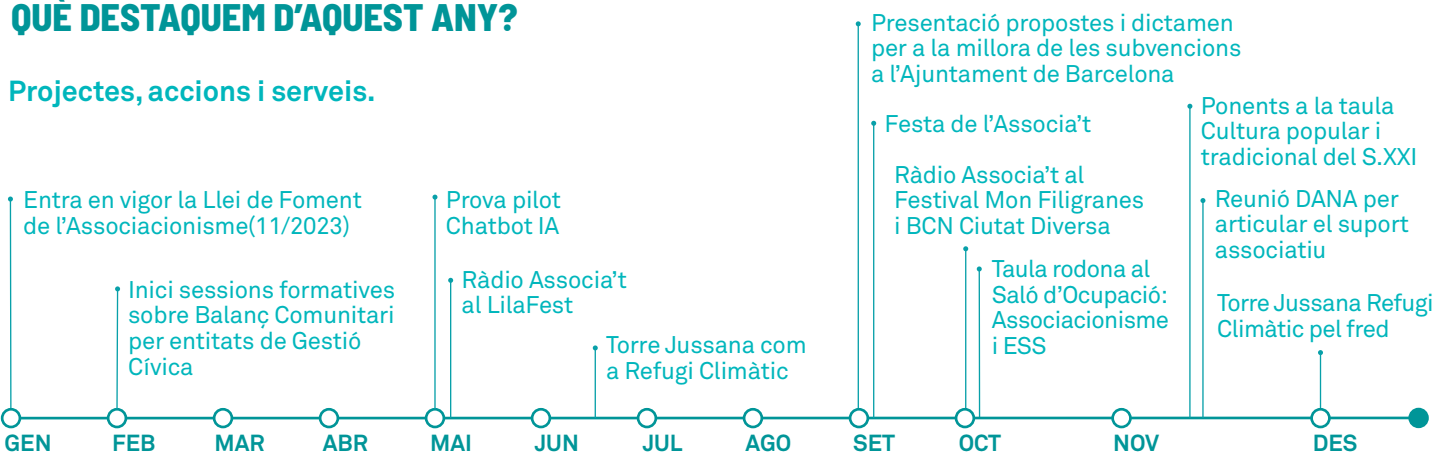 QUÈ DESTAQUEM D’AQUEST ANY?
Projectes, accions i serveis.
Entra en vigor la Llei de Foment
de l’Associacionisme(11/2023)
Inici sessions formatives
sobre Balanç Comunitari
per entitats de Gestió
Cívica
Prova pilot
Chatbot IA
Ràdio Associa’t
al LilaFest
Torre Jussana com
a Refugi Climàtic
Presentació propostes i dictamen
per a la millora de les subvencions
a l’Ajuntament de Barcelona
Festa de l’Associa’t
Ràdio Associa’t al
Festival Mon Filigranes
i BCN Ciutat Diversa
Taula rodona al
Saló d’Ocupació:
Associacionisme
i ESS
Ponents a la taula
Cultura popular i
tradicional del S.XXI
Reunió DANA per
articular el suport
associatiu
Torre Jussana Refugi
Climàtic pel fred
GEN
FEB
MAR
ABR
MAI
JUN
JUL
AGO
SET
OCT
NOV
DES